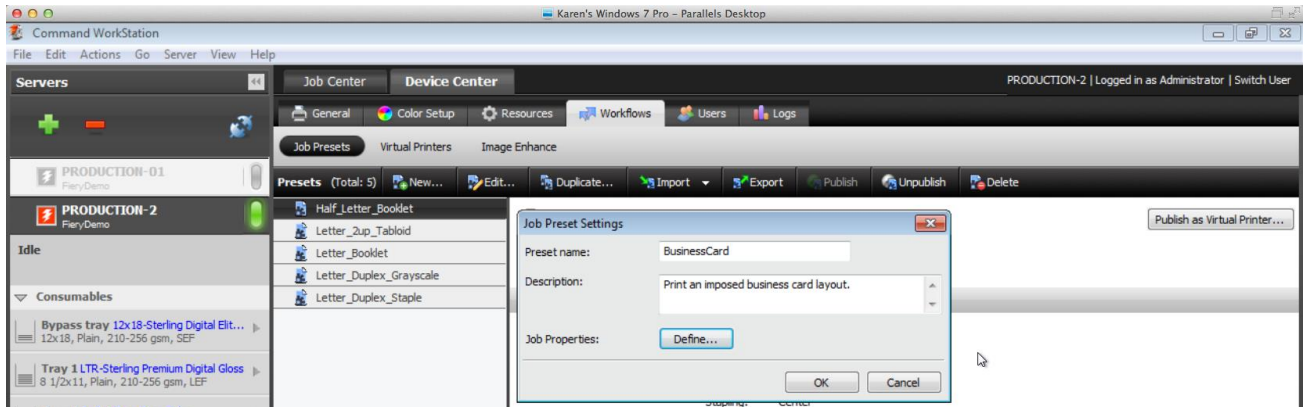 Karen's Windows 7 Pro - Parallels Desktop
Command WorkStation
File Edit Actions Go Server View Help
Servers
Job Center Device Center
PRODUCTION-2 | Logged in as Administrator | Switch User
General Color Setup Resources Workflows Users Logs
Job Presets Virtual Printers Image Enhance
PRODUCTION-01
FieryDemo
Presets (Total: 5) New... Edit... Duplicate... Import Export Publish Unpublish Delete
PRODUCTION-2
FieryDemo
Idle
Consumables
Bypass tray 12x18-Sterling Digital Elit...
12x18, Plain, 210-256 gsm, SEF
Tray 1 LTR-Sterling Premium Digital Gloss
8 1/2x11, Plain, 210-256 gsm, LEF
Half_Letter_Booklet
Letter_2up_Tabloid
Letter_Booklet
Letter_Duplex_Grayscale
Letter_Duplex_Staple
Publish as Virtual Printer...
Job Preset Settings
Preset name: BusinessCard
Description: Print an imposed business card layout.
Job Properties: Define...
OK Cancel
Stapling: Center